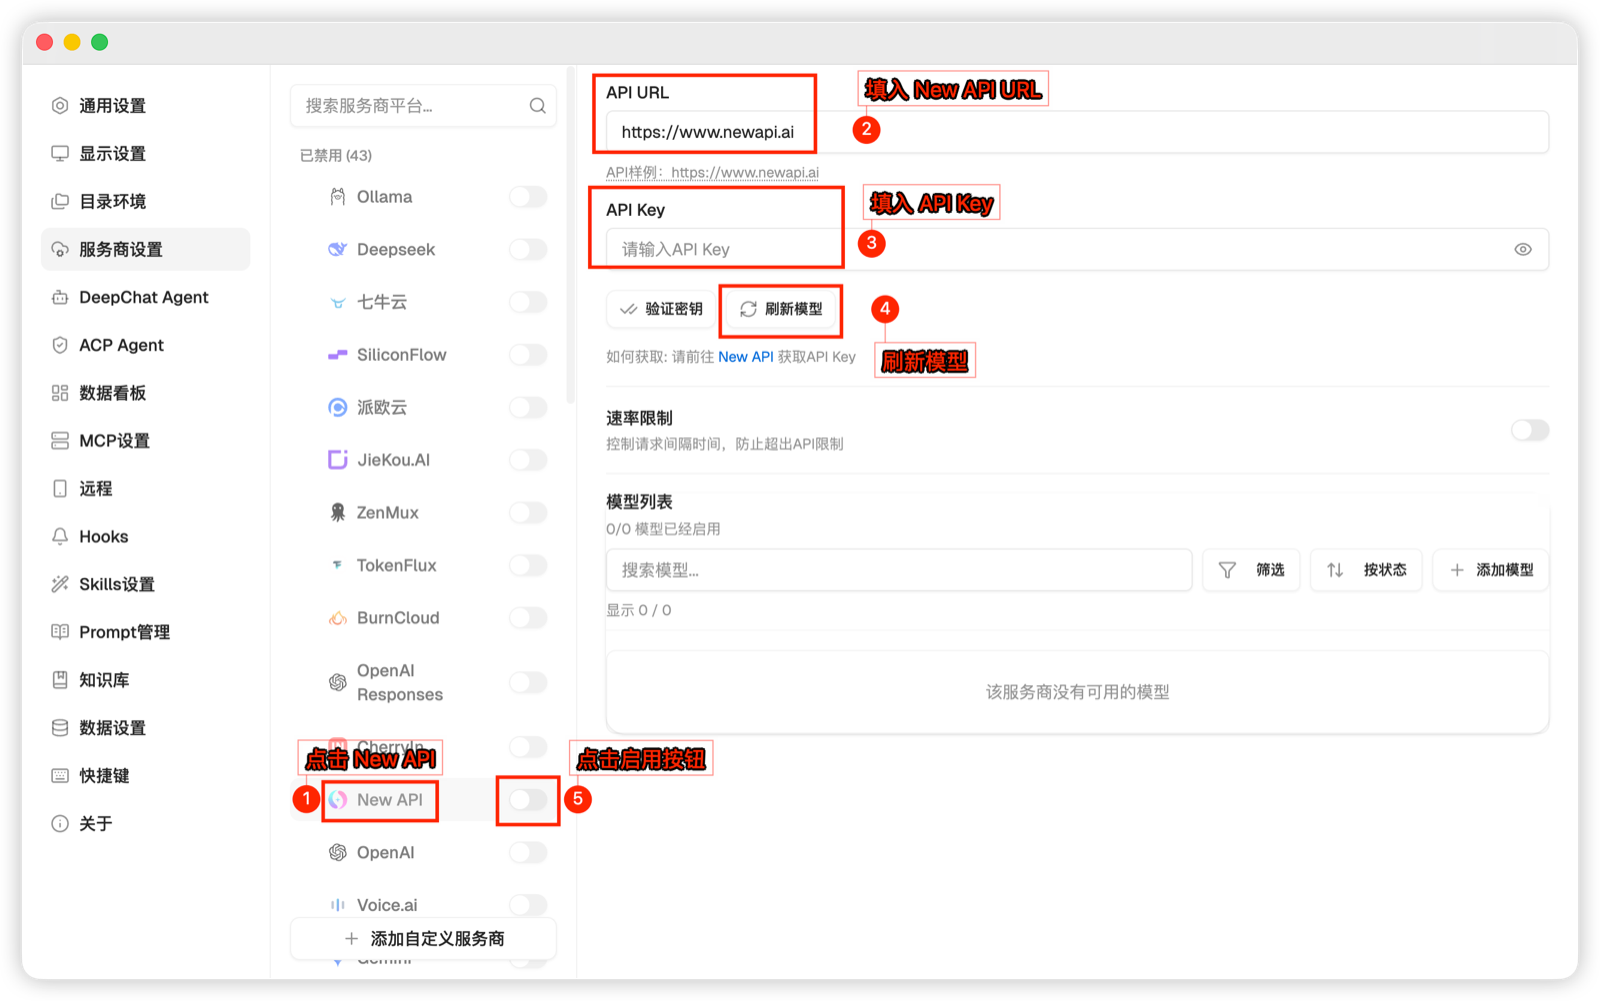 通用设置
显示设置
目录环境
服务商设置
DeepChat Agent
ACP Agent
数据看板
MCP设置
远程
Hooks
Skills设置
Prompt管理
知识库
数据设置
快捷键
关于
搜索服务商平台...
已禁用 (43)
Ollama
Deepseek
七牛云
SiliconFlow
派欧云
JieKou.AI
ZenMux
TokenFlux
BurnCloud
OpenAI
Responses
CherryIn
点击 New API
1
New API
点击启用按钮
5
OpenAI
Voice.ai
添加自定义服务商
Gemini
API URL
填入 New API URL
2
https://www.newapi.ai
API样例：https://www.newapi.ai
API Key
填入 API Key
3
请输入API Key
验证密钥
刷新模型
4
如何获取: 请前往 New API 获取API Key
刷新模型
速率限制
控制请求间隔时间，防止超出API限制
模型列表
0/0 模型已经启用
搜索模型...
筛选
按状态
添加模型
显示 0 / 0
该服务商没有可用的模型